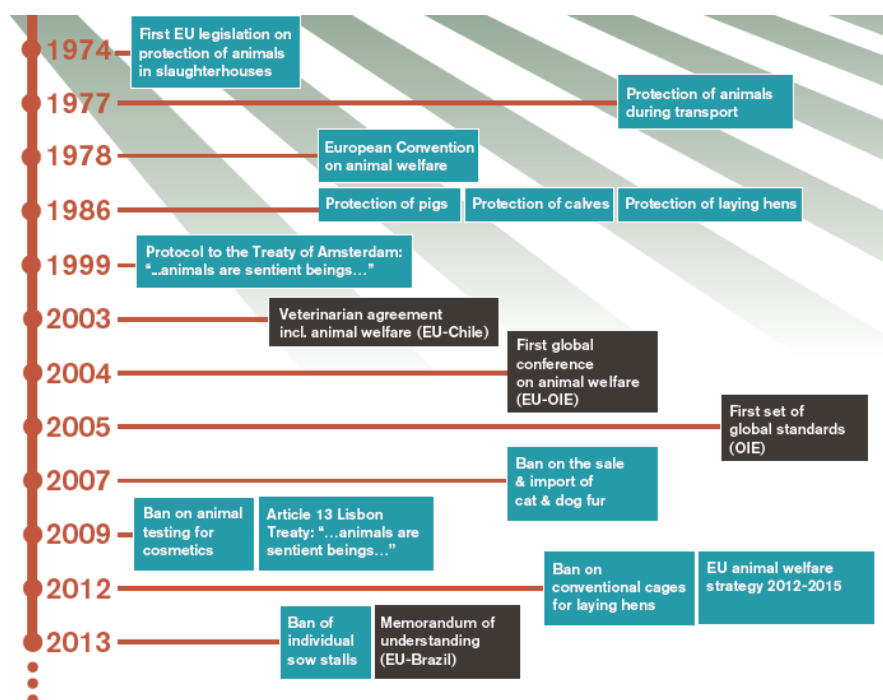 1974
First EU legislation on
protection of animals
in slaughterhouses
1977
Protection of animals
during transport
1978
European Convention
on animal welfare
1986
Protection of pigs
Protection of calves
Protection of laying hens
1999
Protocol to the Treaty of Amsterdam:
“...animals are sentient beings...”
2003
Veterinarian agreement
incl. animal welfare (EU-Chile)
2004
First global
conference
on animal welfare
(EU-OIE)
2005
First set of
global standards
(OIE)
2007
Ban on the sale
& import of
cat & dog fur
2009
Ban on animal
testing for
cosmetics
Article 13 Lisbon
Treaty: “...animals are
sentient beings...”
2012
Ban on
conventional cages
for laying hens
EU animal welfare
strategy 2012-2015
2013
Ban of
individual
sow stalls
Memorandum of
understanding
(EU-Brazil)